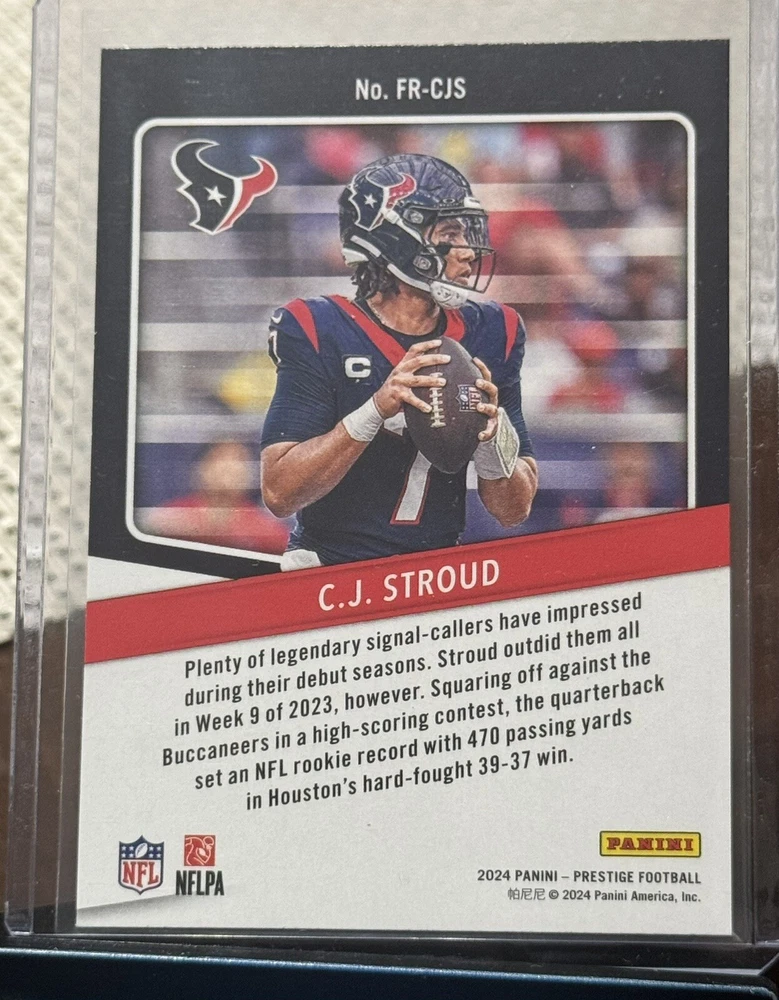 No. FR-CJS
C
7
7
NFL
C.J. STROUD
Plenty of legendary signal-callers have impressed
during their debut seasons. Stroud outdid them all
in Week 9 of 2023, however. Squaring off against the
Buccaneers in a high-scoring contest, the quarterback
set an NFL rookie record with 470 passing yards
in Houston's hard-fought 39-37 win.
NFL
NFLPA
PANINI
2024 PANINI – PRESTIGE FOOTBALL
帕尼尼 © 2024 Panini America, Inc.